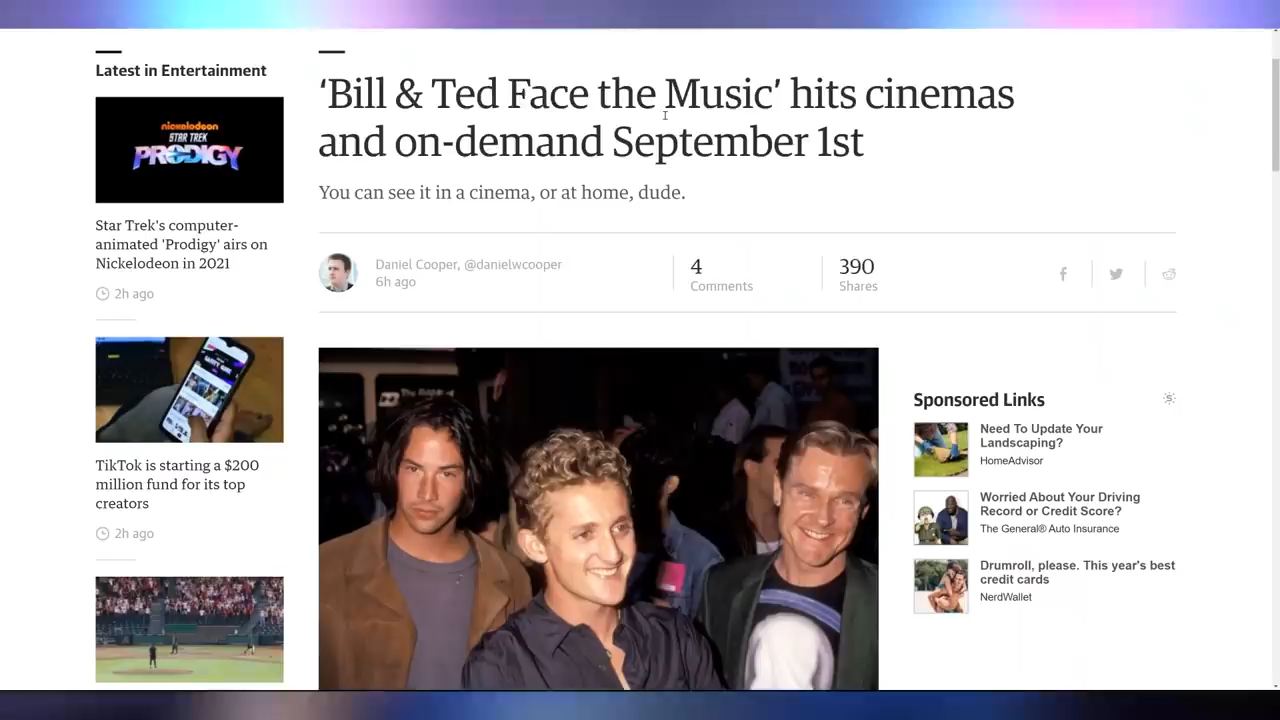 Latest in Entertainment
nickelodeon
STAR TREK
PRODIGY
Star Trek's computer-
animated 'Prodigy' airs on
Nickelodeon in 2021
2h ago
TikTok is starting a $200
million fund for its top
creators
2h ago
‘Bill & Ted Face the Music’ hits cinemas
and on-demand September 1st
You can see it in a cinema, or at home, dude.
Daniel Cooper, @danielwcooper
6h ago
4
Comments
390
Shares
Sponsored Links
Need To Update Your
Landscaping?
HomeAdvisor
Worried About Your Driving
Record or Credit Score?
The General® Auto Insurance
Drumroll, please. This year's best
credit cards
NerdWallet